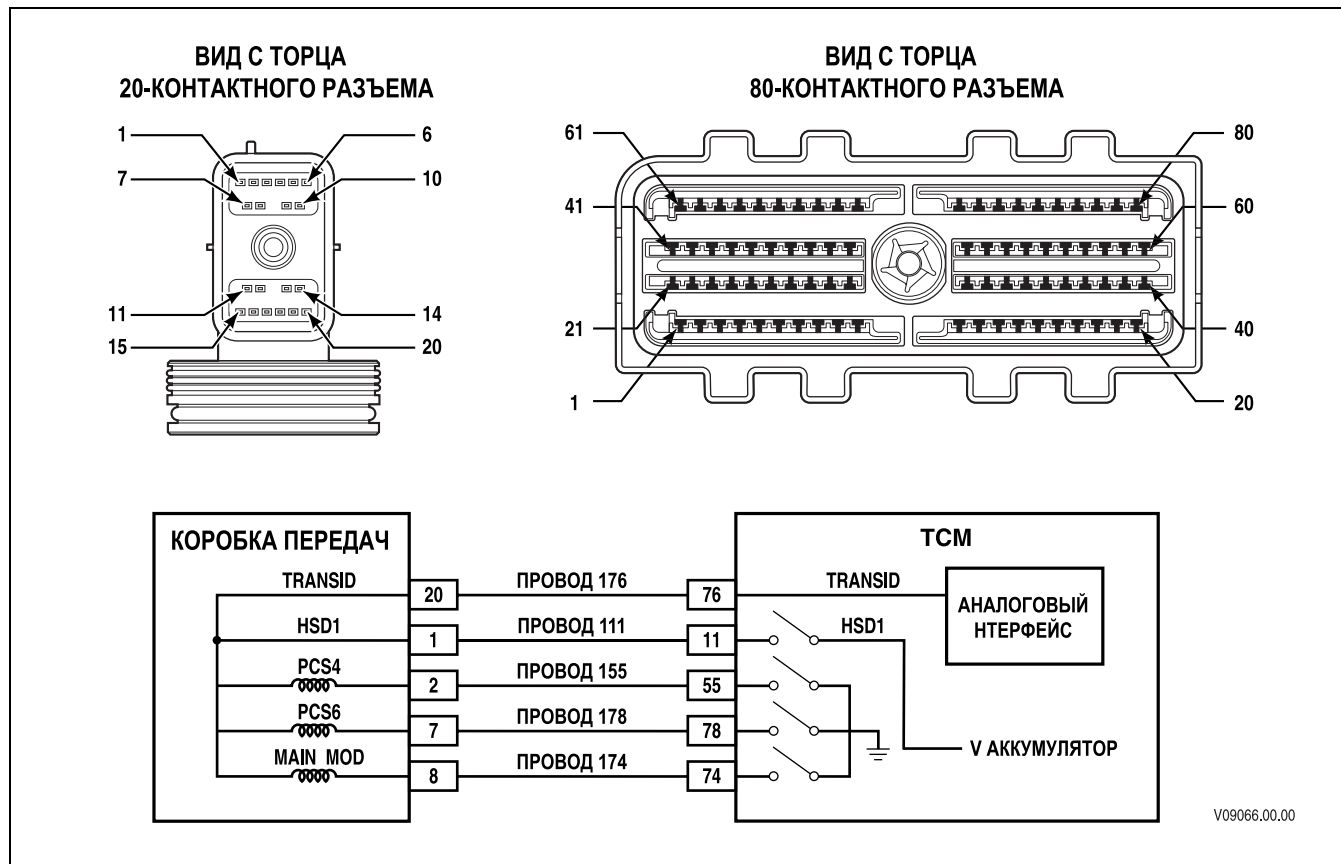 ВИД С ТОРЦА
20-КОНТАКТНОГО РАЗЪЕМА
1
6
7
10
11
14
15
20
ВИД С ТОРЦА
80-КОНТАКТНОГО РАЗЪЕМА
61
80
41
60
21
40
1
20
КОРОБКА ПЕРЕДАЧ
TCM
TRANSID
20
ПРОВОД 176
76
TRANSID
АНАЛОГОВЫЙ
НТЕРФЕЙС
HSD1
1
ПРОВОД 111
11
HSD1
PCS4
2
ПРОВОД 155
55
PCS6
7
ПРОВОД 178
78
V АККУМУЛЯТОР
MAIN MOD
8
ПРОВОД 174
74
V09066.00.00